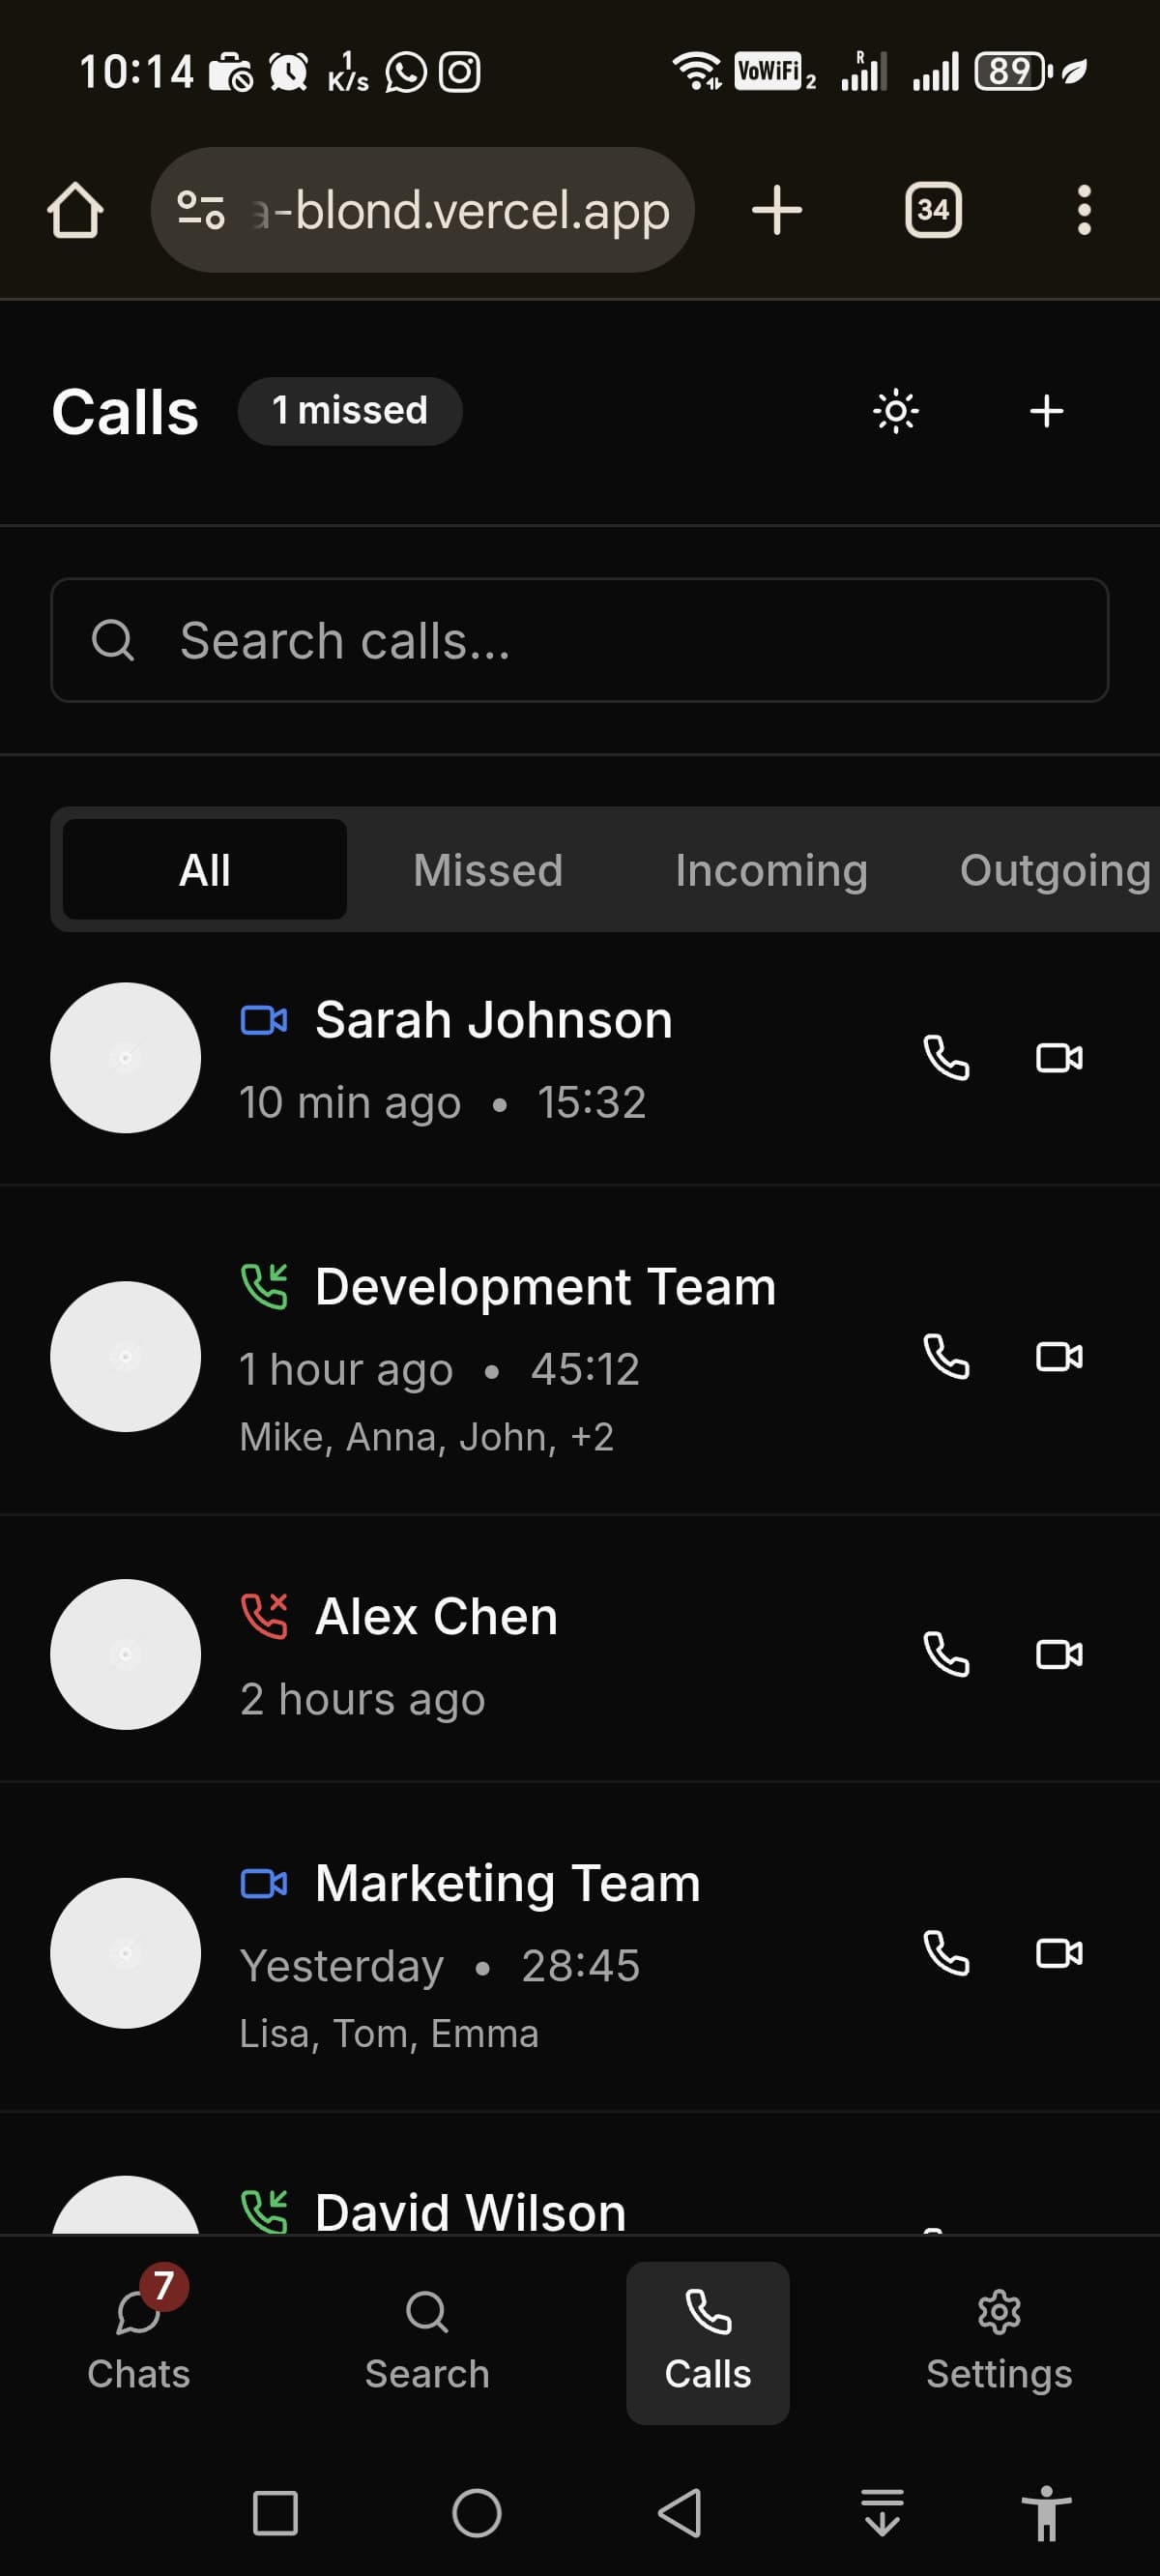 10:14 1 K/s VoWiFi 2 R 89
a-blond.vercel.app 34
Calls 1 missed
Search calls...
All Missed Incoming Outgoing
Sarah Johnson
10 min ago • 15:32
Development Team
1 hour ago • 45:12
Mike, Anna, John, +2
Alex Chen
2 hours ago
Marketing Team
Yesterday • 28:45
Lisa, Tom, Emma
David Wilson
7
Chats Search Calls Settings